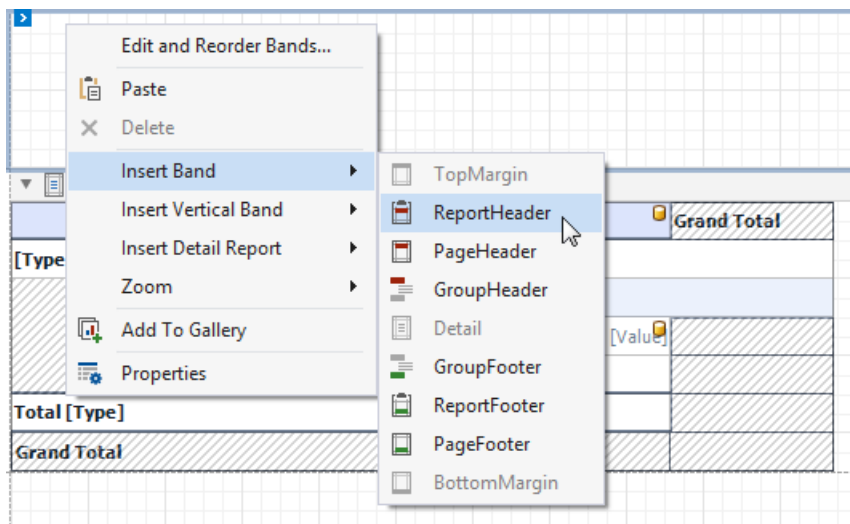 Edit and Reorder Bands...
Paste
Delete
Insert Band
Insert Vertical Band
Insert Detail Report
Zoom
Add To Gallery
Properties
TopMargin
ReportHeader
PageHeader
GroupHeader
Detail
GroupFooter
ReportFooter
PageFooter
BottomMargin
Grand Total
[Type
[Value]
Total [Type]
Grand Total